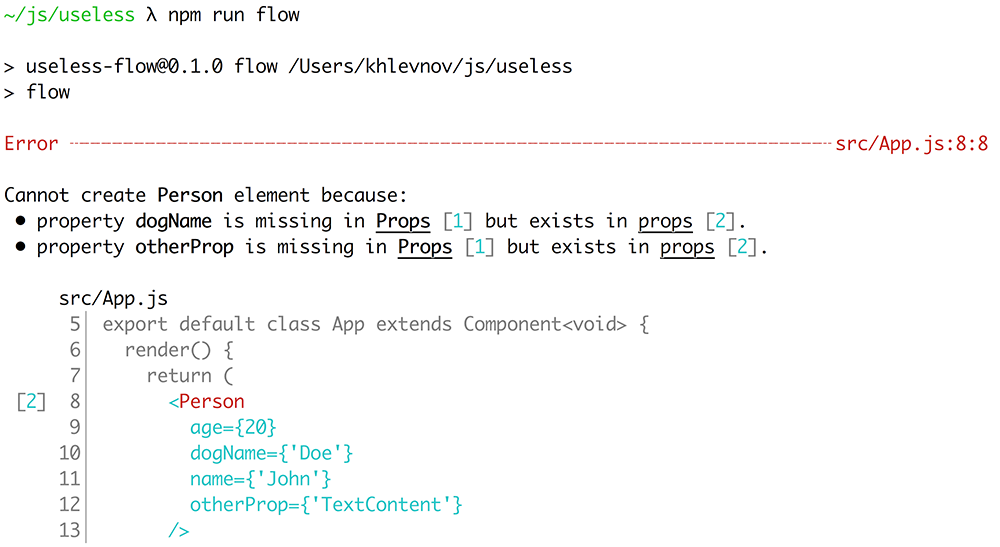 ~/js/useless λ npm run flow
> useless-flow@0.1.0 flow /Users/khlevnov/js/useless
> flow
Error ---------------------------------------------------------------------- src/App.js:8:8
Cannot create Person element because:
● property dogName is missing in Props [1] but exists in props [2].
● property otherProp is missing in Props [1] but exists in props [2].
src/App.js
5│ export default class App extends Component<void> {
6│   render() {
7│     return (
[2] 8│       <Person
9│         age={20}
10│         dogName={'Doe'}
11│         name={'John'}
12│         otherProp={'TextContent'}
13│       />